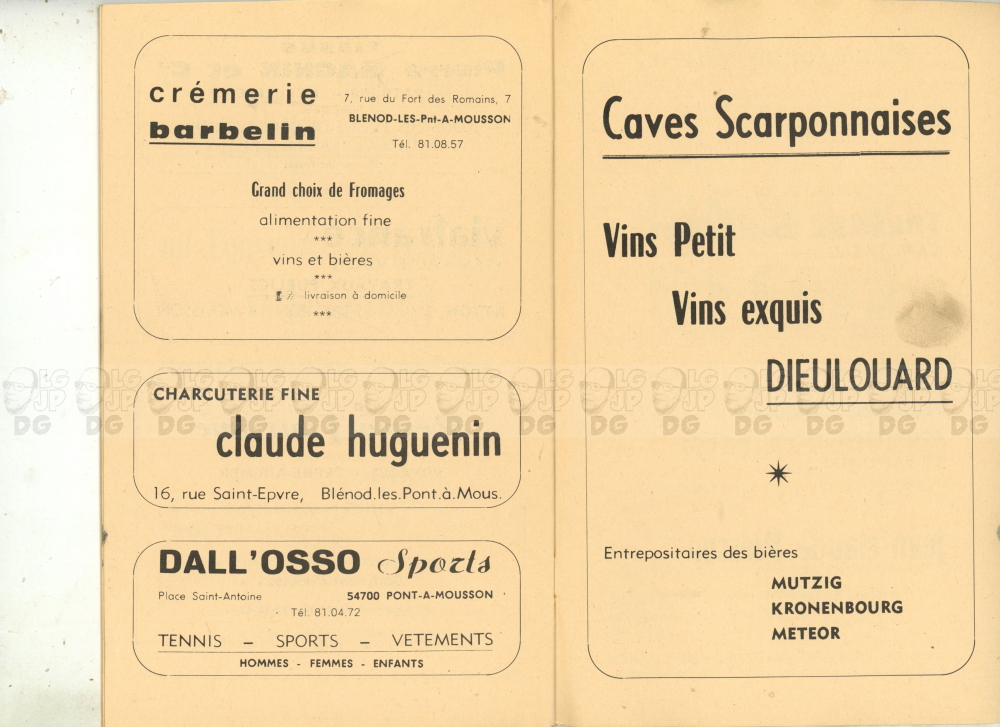 crémerie
barbelin
7, rue du Fort des Romains, 7
BLENOD-LES-Pnt-A-MOUSSON
Tél. 81.08.57
Grand choix de Fromages
alimentation fine
***
vins et bières
***
livraison à domicile
***
CHARCUTERIE FINE
claude huguenin
16, rue Saint-Epvre, Blénod.les.Pont.à.Mous.
DALL'OSSO Sports
Place Saint-Antoine 54700 PONT-A-MOUSSON
Tél. 81.04.72
TENNIS – SPORTS – VETEMENTS
HOMMES - FEMMES - ENFANTS
Caves Scarponnaises
Vins Petit
Vins exquis
DIEULOUARD
Entrepositaires des bières
MUTZIG
KRONENBOURG
METEOR